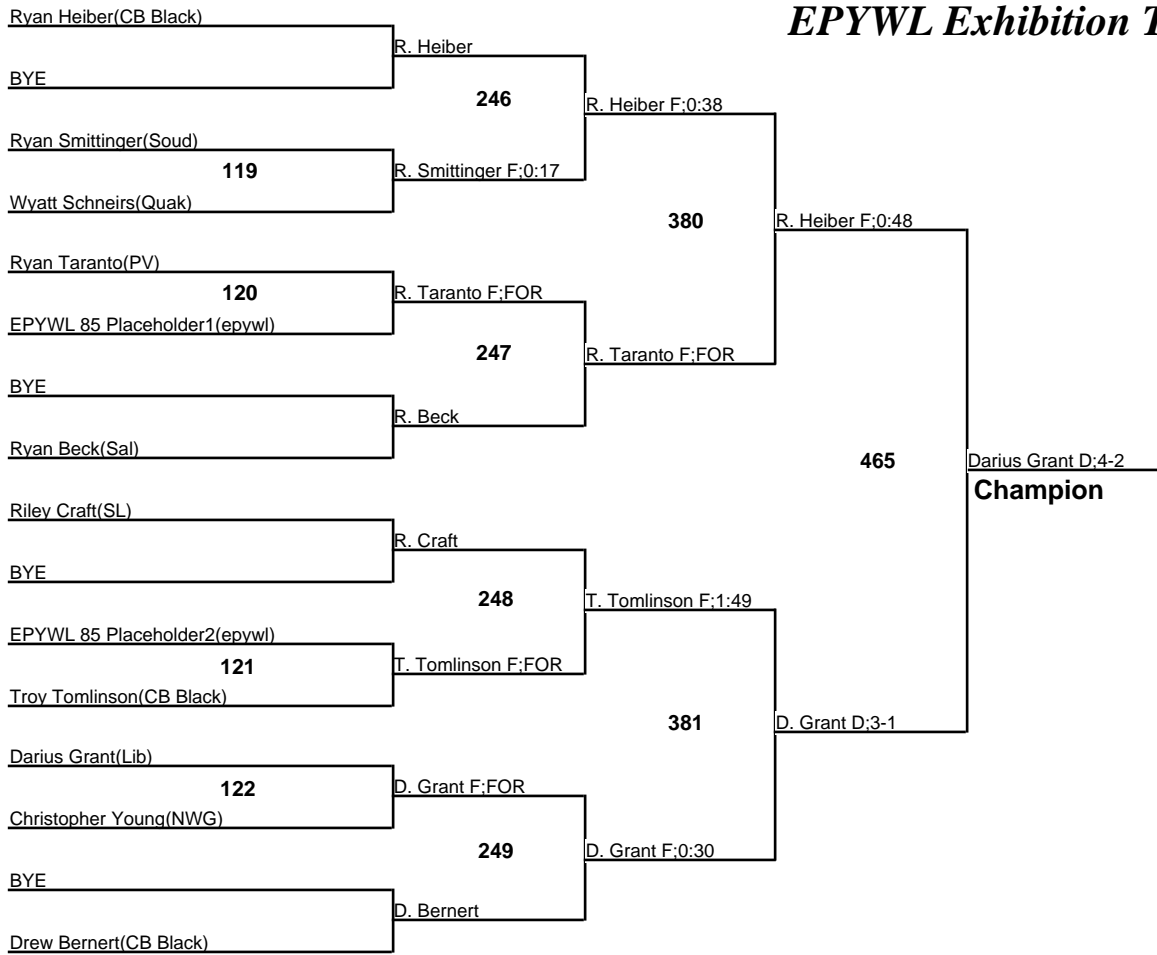 EPYWL Exhibition T
Ryan Heiber(CB Black)
R. Heiber
BYE
246
R. Heiber F;0:38
Ryan Smittinger(Soud)
119
R. Smittinger F;0:17
Wyatt Schneirs(Quak)
380
R. Heiber F;0:48
Ryan Taranto(PV)
120
R. Taranto F;FOR
EPYWL 85 Placeholder1(epywl)
247
R. Taranto F;FOR
BYE
R. Beck
Ryan Beck(Sal)
465
Darius Grant D;4-2
Champion
Riley Craft(SL)
R. Craft
BYE
248
T. Tomlinson F;1:49
EPYWL 85 Placeholder2(epywl)
121
T. Tomlinson F;FOR
Troy Tomlinson(CB Black)
381
D. Grant D;3-1
Darius Grant(Lib)
122
D. Grant F;FOR
Christopher Young(NWG)
249
D. Grant F;0:30
BYE
D. Bernert
Drew Bernert(CB Black)